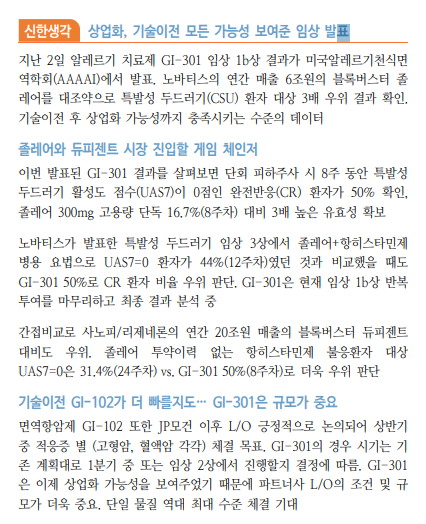 신한생각 상업화, 기술이전 모든 가능성 보여준 임상 발표
지난 2일 알레르기 치료제 GI-301 임상 1b상 결과가 미국알레르기천식면
역학회(AAAAI)에서 발표. 노바티스의 연간 매출 6조원의 블록버스터 졸
레어를 대조약으로 특발성 두드러기(CSU) 환자 대상 3배 우위 결과 확인.
기술이전 후 상업화 가능성까지 충족시키는 수준의 데이터
졸레어와 듀피젠트 시장 진입할 게임 체인저
이번 발표된 GI-301 결과를 살펴보면 단회 피하주사 시 8주 동안 특발성
두드러기 활성도 점수(UAS7)이 0점인 완전반응(CR) 환자가 50% 확인,
졸레어 300mg 고용량 단독 16.7%(8주차) 대비 3배 높은 유효성 확보
노바티스가 발표한 특발성 두드러기 임상 3상에서 졸레어+항히스타민제
병용 요법으로 UAS7=0 환자가 44%(12주차)였던 것과 비교했을 때도
GI-301 50%로 CR 환자 비율 우위 판단. GI-301은 현재 임상 1b상 반복
투여를 마무리하고 최종 결과 분석 중
간접비교로 사노피/리제네론의 연간 20조원 매출의 블록버스터 듀피젠트
대비도 우위. 졸레어 투약이력 없는 항히스타민제 불응환자 대상
UAS7=0은 31.4%(24주차) vs. GI-301 50%(8주차)로 더욱 우위 판단
기술이전 GI-102가 더 빠를지도… GI-301은 규모가 중요
면역항암제 GI-102 또한 JP모건 이후 L/O 긍정적으로 논의되어 상반기
중 적응증 별 (고형암, 혈액암 각각) 체결 목표. GI-301의 경우 시기는 기
존 계획대로 1분기 중 또는 임상 2상에서 진행할지 결정에 따름. GI-301
은 이제 상업화 가능성을 보여주었기 때문에 파트너사 L/O의 조건 및 규
모가 더욱 중요. 단일 물질 역대 최대 수준 체결 기대